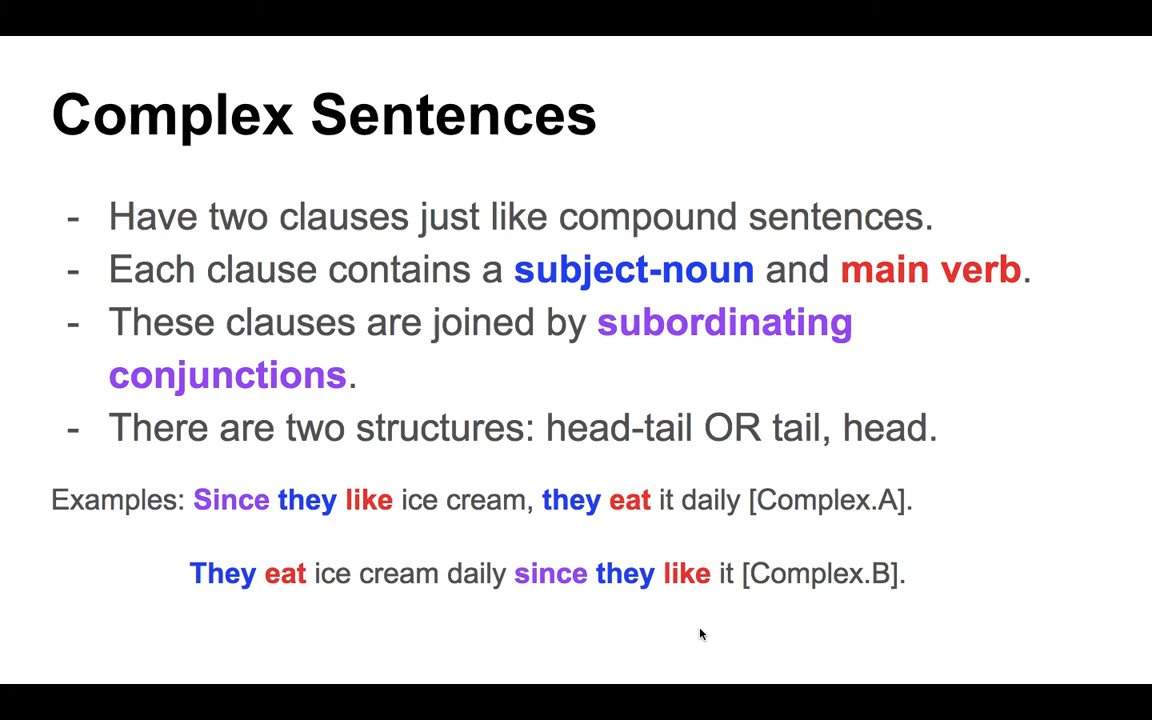 Complex Sentences
- Have two clauses just like compound sentences.
- Each clause contains a subject-noun and main verb.
- These clauses are joined by subordinating
conjunctions.
- There are two structures: head-tail OR tail, head.
Examples: Since they like ice cream, they eat it daily [Complex.A].
They eat ice cream daily since they like it [Complex.B].